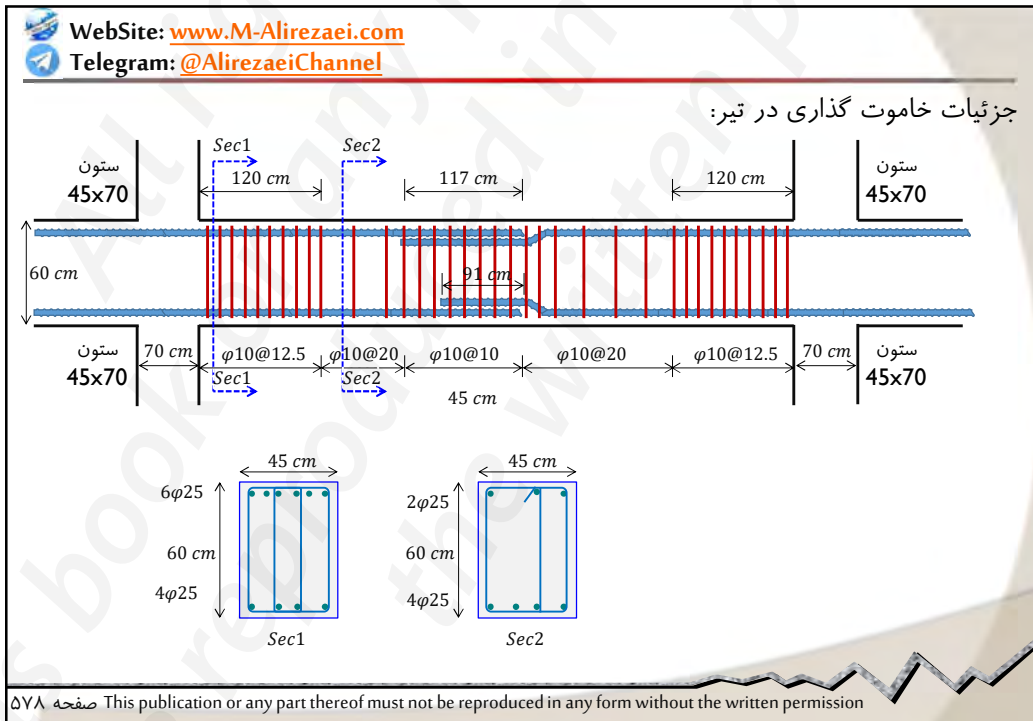 WebSite: www.M-Alirezaei.com
Telegram: @AlirezaeiChannel
جزئیات خاموت گذاری در تیر:
Sec1
Sec2
ستون
45x70
120 cm
117 cm
120 cm
ستون
45x70
60 cm
91 cm
ستون
45x70
70 cm
φ10@12.5
φ10@20
φ10@10
φ10@20
φ10@12.5
70 cm
ستون
45x70
Sec1
Sec2
45 cm
45 cm
6φ25
60 cm
4φ25
Sec1
45 cm
2φ25
60 cm
4φ25
Sec2
صفحه ۵۷۸ This publication or any part thereof must not be reproduced in any form without the written permission